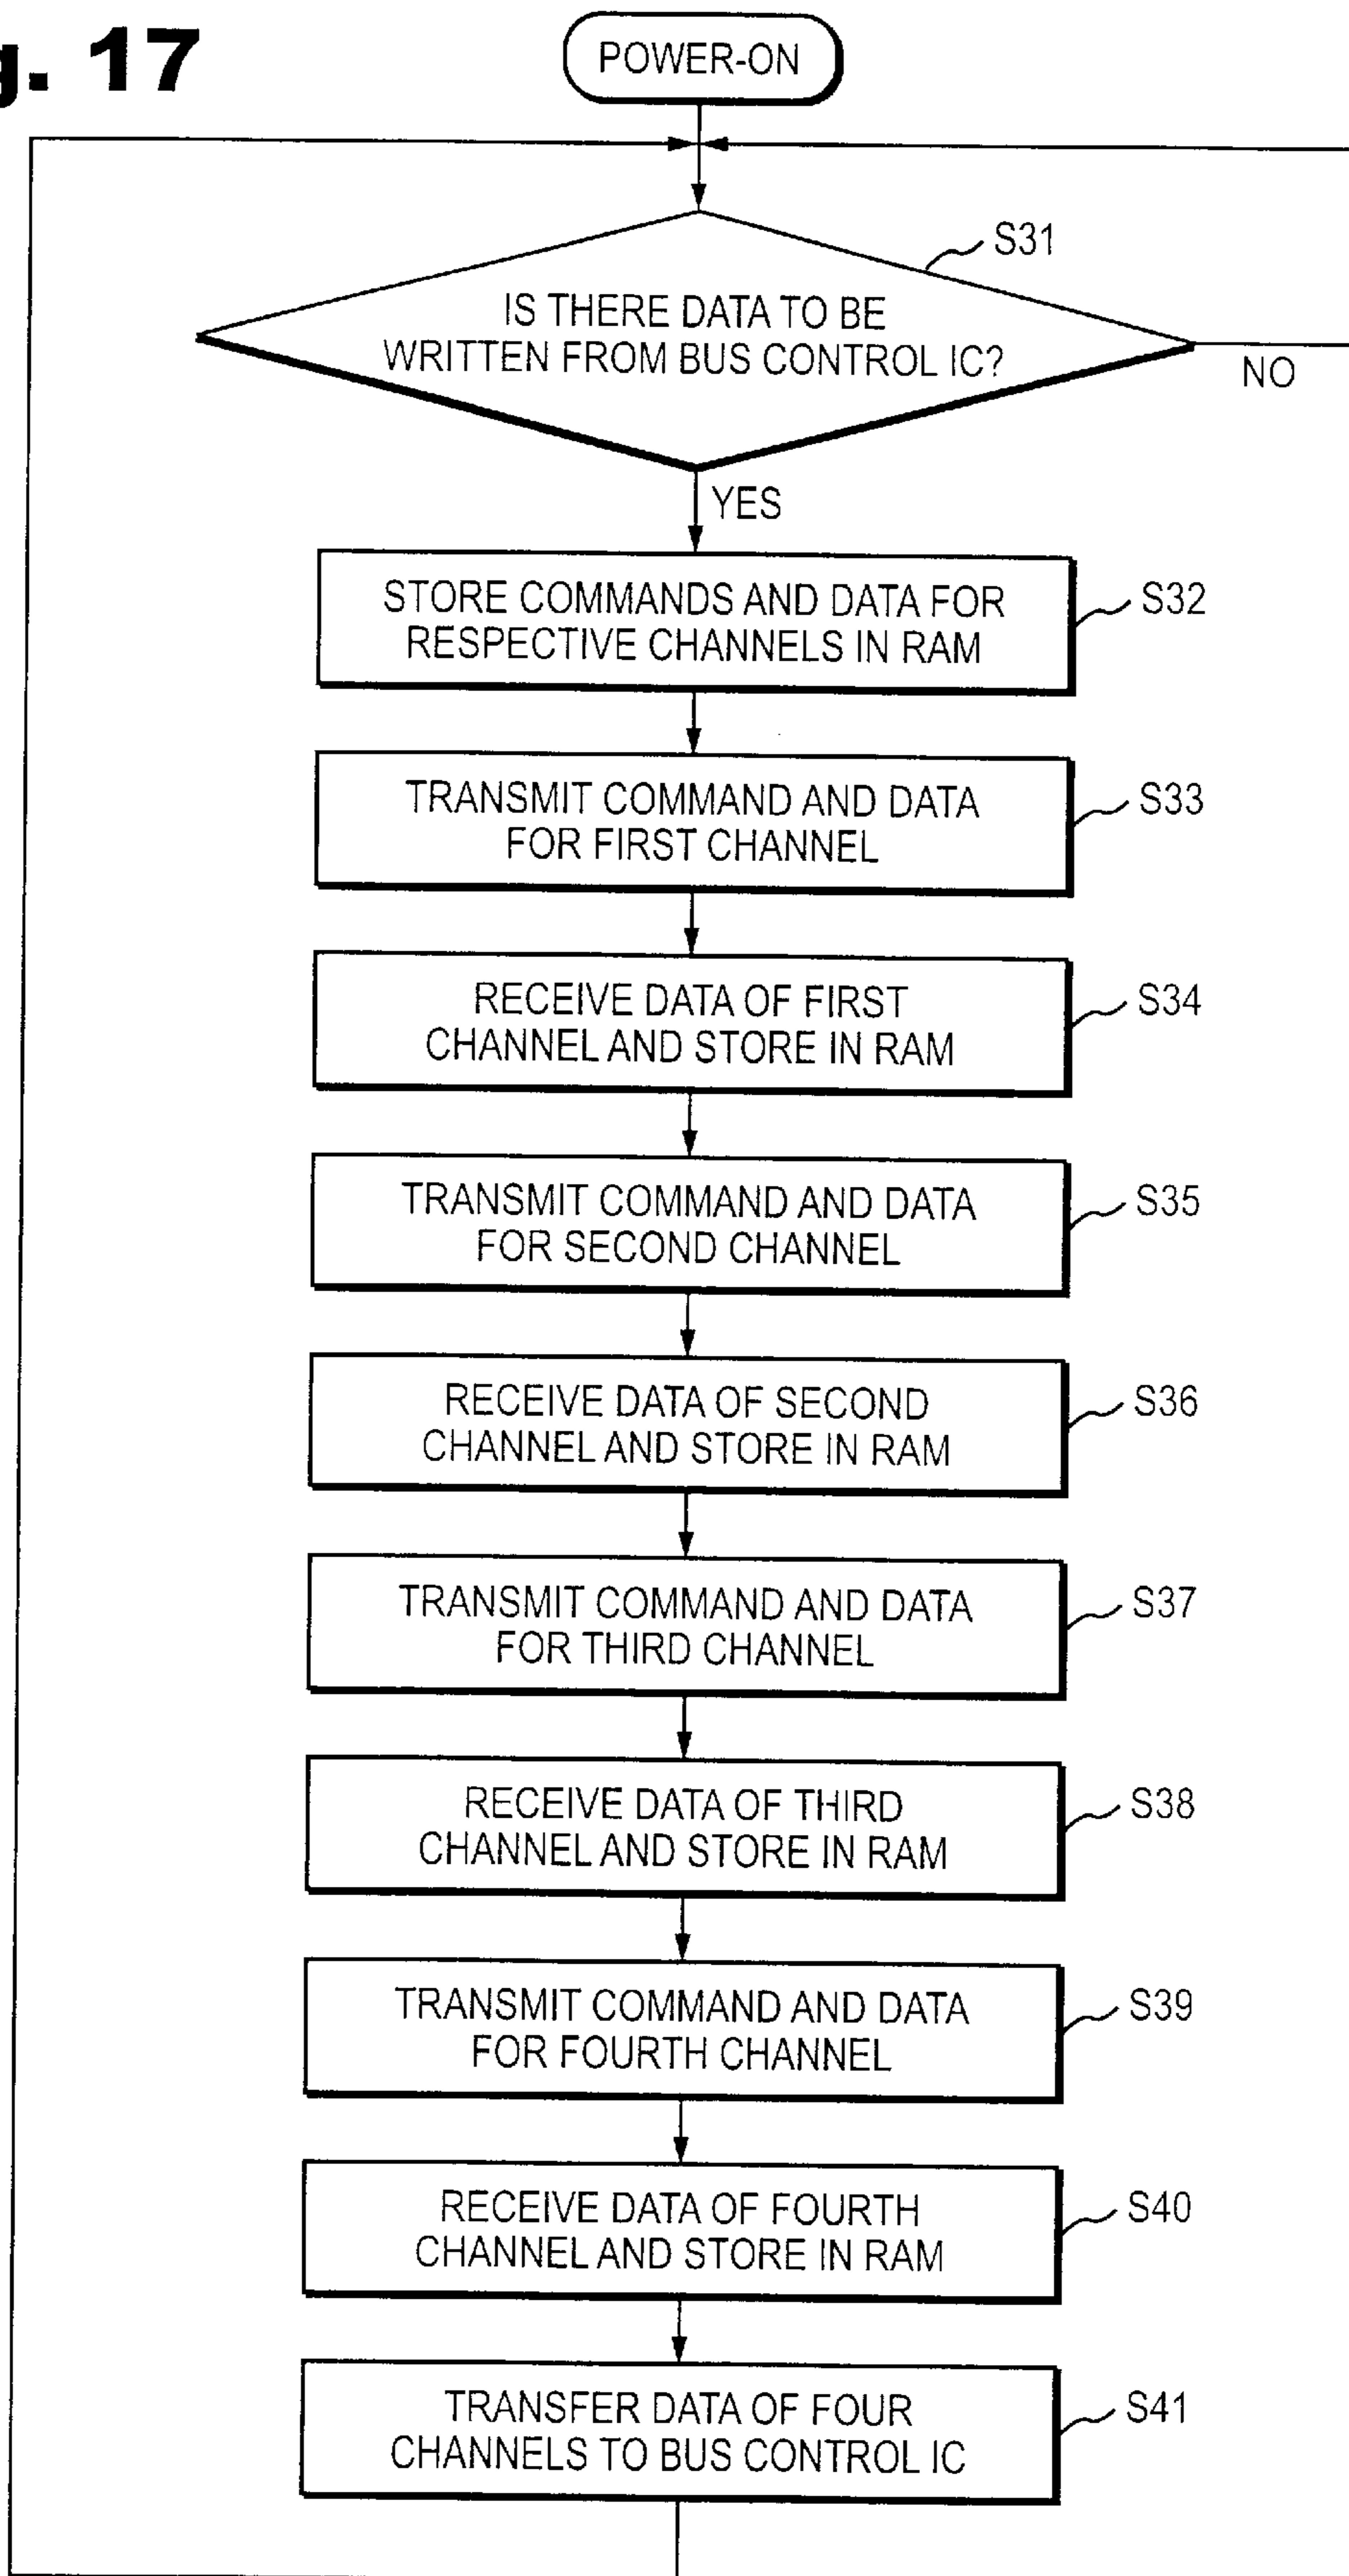 g. 17
POWER-ON
S31
IS THERE DATA TO BE
WRITTEN FROM BUS CONTROL IC?
NO
YES
STORE COMMANDS AND DATA FOR
RESPECTIVE CHANNELS IN RAM
S32
TRANSMIT COMMAND AND DATA
FOR FIRST CHANNEL
S33
RECEIVE DATA OF FIRST
CHANNEL AND STORE IN RAM
S34
TRANSMIT COMMAND AND DATA
FOR SECOND CHANNEL
S35
RECEIVE DATA OF SECOND
CHANNEL AND STORE IN RAM
S36
TRANSMIT COMMAND AND DATA
FOR THIRD CHANNEL
S37
RECEIVE DATA OF THIRD
CHANNEL AND STORE IN RAM
S38
TRANSMIT COMMAND AND DATA
FOR FOURTH CHANNEL
S39
RECEIVE DATA OF FOURTH
CHANNEL AND STORE IN RAM
S40
TRANSFER DATA OF FOUR
CHANNELS TO BUS CONTROL IC
S41